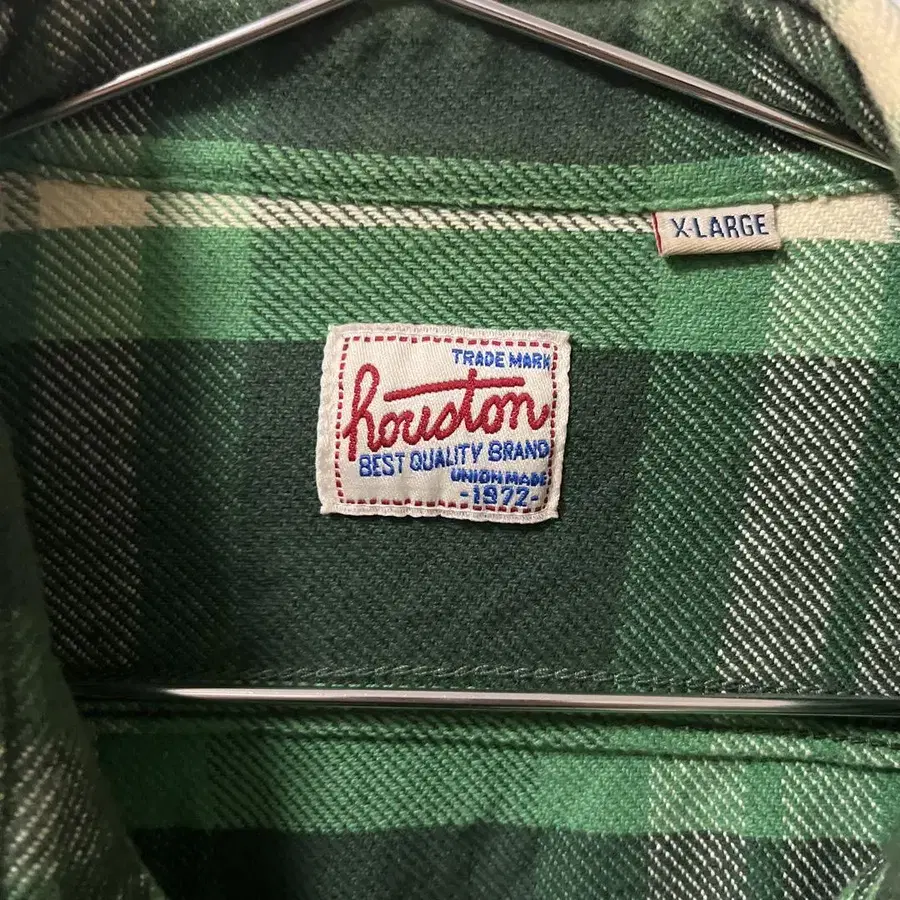 X-LARGE
TRADE MARK
houston
BEST QUALITY BRAND
UNION MADE
-1972-